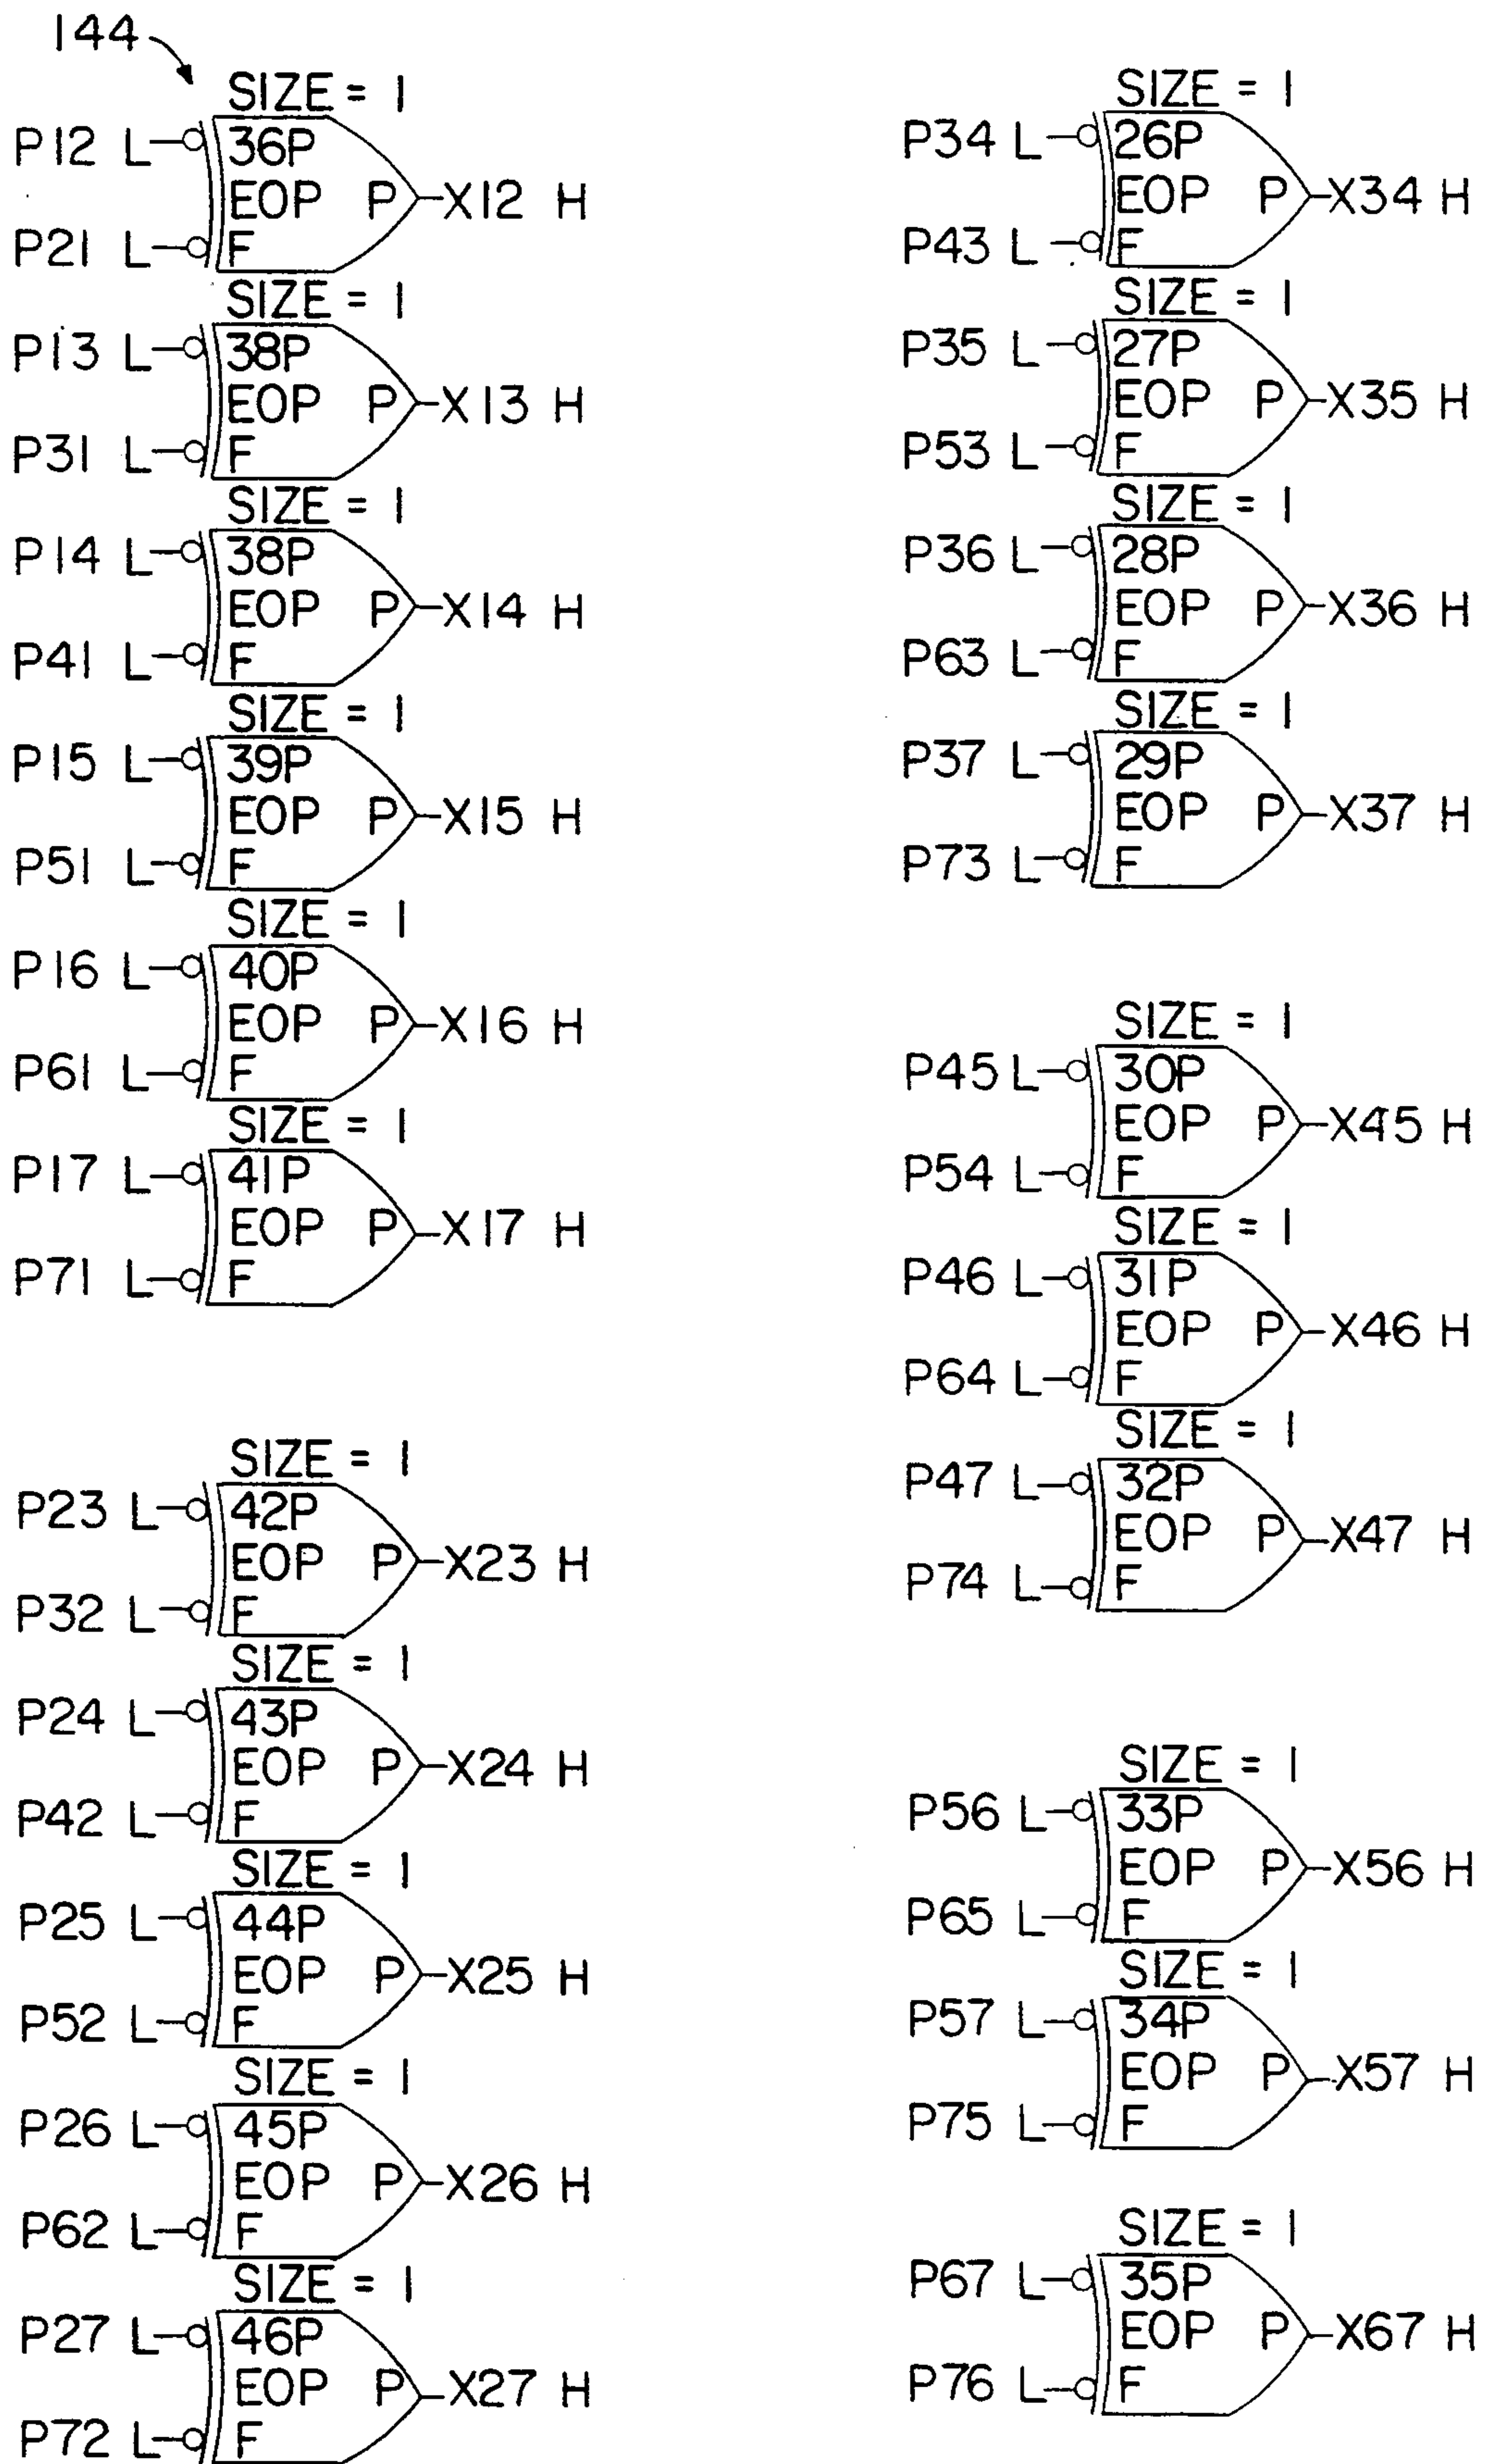 144
SIZE = 1
P12 L 36P
EOP P X12 H
P21 L F
SIZE = 1
P13 L 38P
EOP P X13 H
P31 L F
SIZE = 1
P14 L 38P
EOP P X14 H
P41 L F
SIZE = 1
P15 L 39P
EOP P X15 H
P51 L F
SIZE = 1
P16 L 40P
EOP P X16 H
P61 L F
SIZE = 1
P17 L 41P
EOP P X17 H
P71 L F
SIZE = 1
P23 L 42P
EOP P X23 H
P32 L F
SIZE = 1
P24 L 43P
EOP P X24 H
P42 L F
SIZE = 1
P25 L 44P
EOP P X25 H
P52 L F
SIZE = 1
P26 L 45P
EOP P X26 H
P62 L F
SIZE = 1
P27 L 46P
EOP P X27 H
P72 L F
SIZE = 1
P34 L 26P
EOP P X34 H
P43 L F
SIZE = 1
P35 L 27P
EOP P X35 H
P53 L F
SIZE = 1
P36 L 28P
EOP P X36 H
P63 L F
SIZE = 1
P37 L 29P
EOP P X37 H
P73 L F
SIZE = 1
P45 L 30P
EOP P X45 H
P54 L F
SIZE = 1
P46 L 31P
EOP P X46 H
P64 L F
SIZE = 1
P47 L 32P
EOP P X47 H
P74 L F
SIZE = 1
P56 L 33P
EOP P X56 H
P65 L F
SIZE = 1
P57 L 34P
EOP P X57 H
P75 L F
SIZE = 1
P67 L 35P
EOP P X67 H
P76 L F